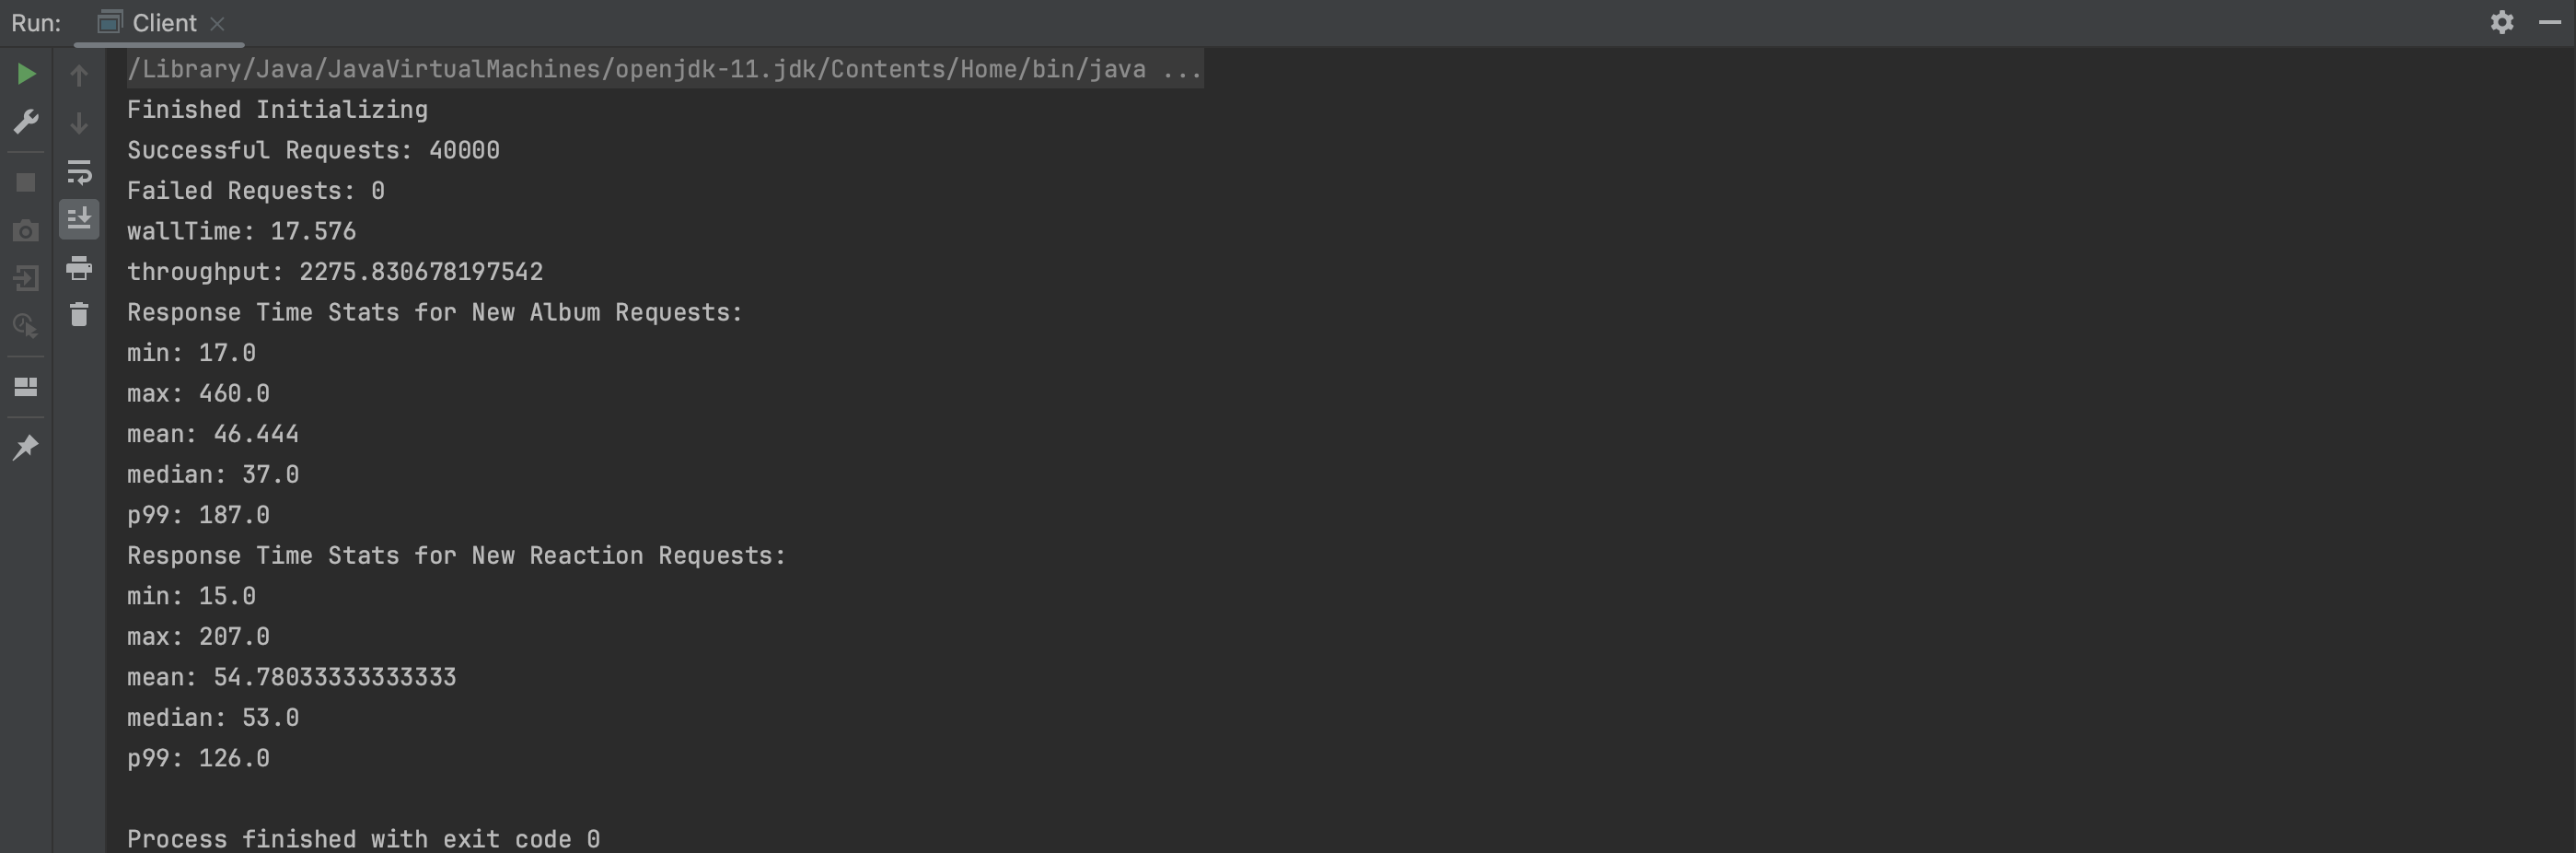 Run: Client
/Library/Java/JavaVirtualMachines/openjdk-11.jdk/Contents/Home/bin/java ...
Finished Initializing
Successful Requests: 40000
Failed Requests: 0
wallTime: 17.576
throughput: 2275.830678197542
Response Time Stats for New Album Requests:
min: 17.0
max: 460.0
mean: 46.444
median: 37.0
p99: 187.0
Response Time Stats for New Reaction Requests:
min: 15.0
max: 207.0
mean: 54.78033333333333
median: 53.0
p99: 126.0
Process finished with exit code 0